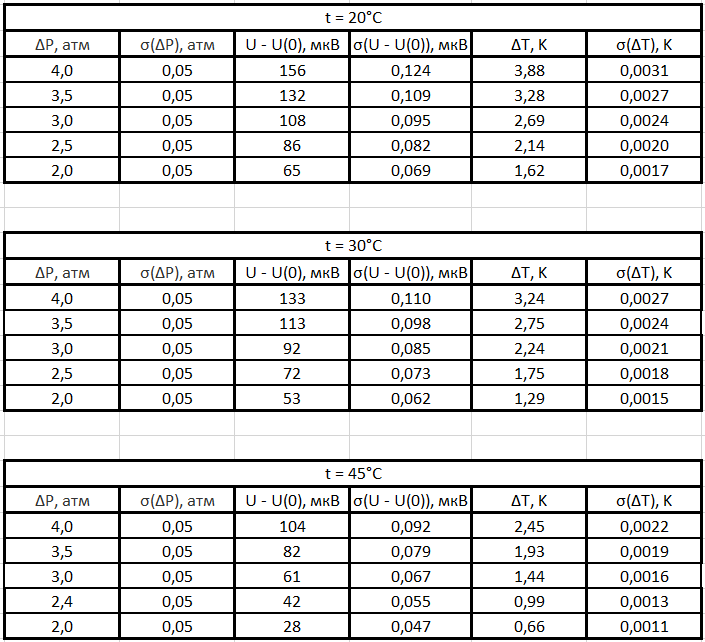 t = 20°C
ΔP, атм σ(ΔP), атм U - U(0), мкВ σ(U - U(0)), мкВ ΔT, K σ(ΔT), K
4,0 0,05 156 0,124 3,88 0,0031
3,5 0,05 132 0,109 3,28 0,0027
3,0 0,05 108 0,095 2,69 0,0024
2,5 0,05 86 0,082 2,14 0,0020
2,0 0,05 65 0,069 1,62 0,0017
t = 30°C
ΔP, атм σ(ΔP), атм U - U(0), мкВ σ(U - U(0)), мкВ ΔT, K σ(ΔT), K
4,0 0,05 133 0,110 3,24 0,0027
3,5 0,05 113 0,098 2,75 0,0024
3,0 0,05 92 0,085 2,24 0,0021
2,5 0,05 72 0,073 1,75 0,0018
2,0 0,05 53 0,062 1,29 0,0015
t = 45°C
ΔP, атм σ(ΔP), атм U - U(0), мкВ σ(U - U(0)), мкВ ΔT, K σ(ΔT), K
4,0 0,05 104 0,092 2,45 0,0022
3,5 0,05 82 0,079 1,93 0,0019
3,0 0,05 61 0,067 1,44 0,0016
2,4 0,05 42 0,055 0,99 0,0013
2,0 0,05 28 0,047 0,66 0,0011